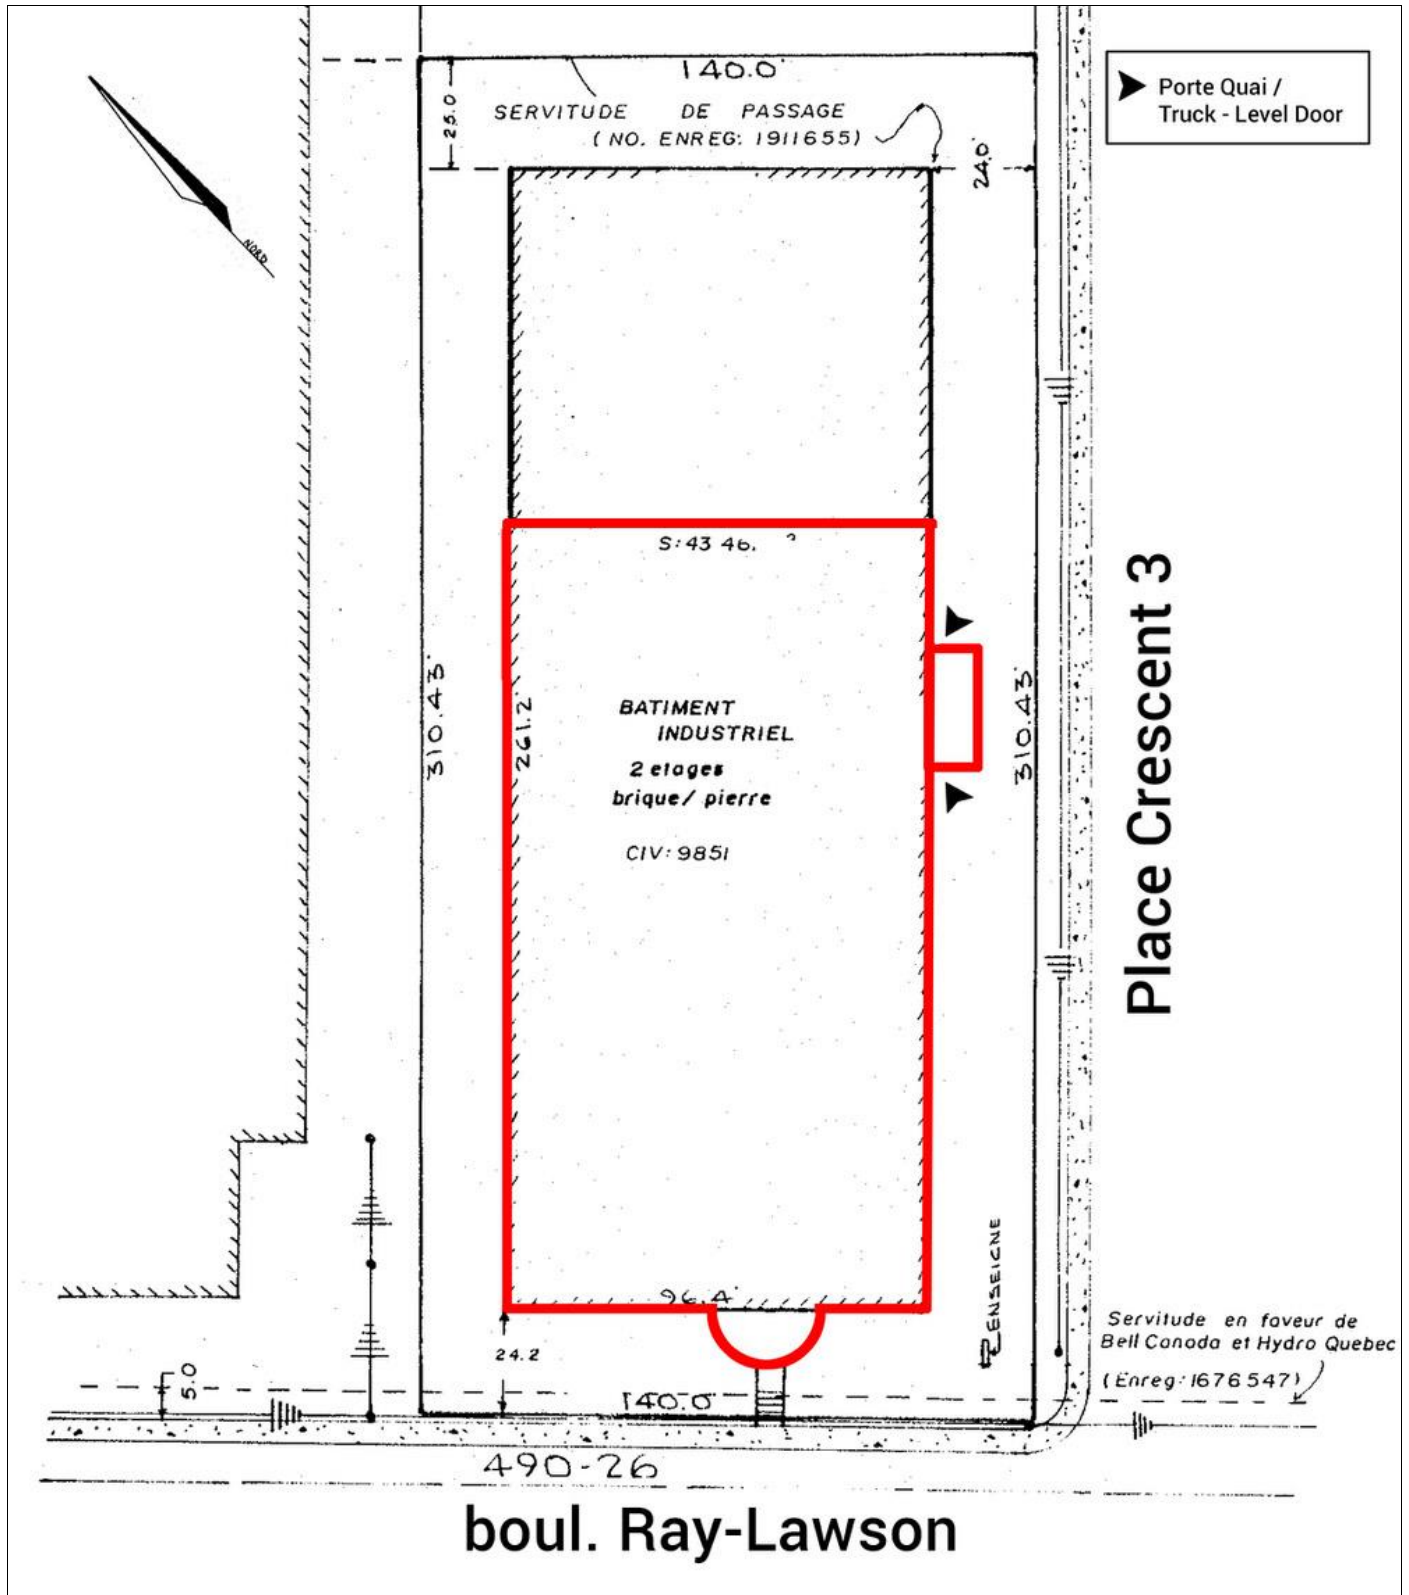 140.0'
Porte Quai /
Truck - Level Door
25.0
SERVITUDE DE PASSAGE
( NO. ENREG: 1911655)
24.0'
NORD
S:43 46.
310.43'
261.2'
BATIMENT
INDUSTRIEL
2 etages
brique/ pierre
CIV: 9851
310.43'
Place Crescent 3
96.4'
ENSEIGNE
24.2
Servitude en faveur de
Bell Canada et Hydro Quebec
(Enreg: 1676547)
5.0
140.0'
490-26
boul. Ray-Lawson